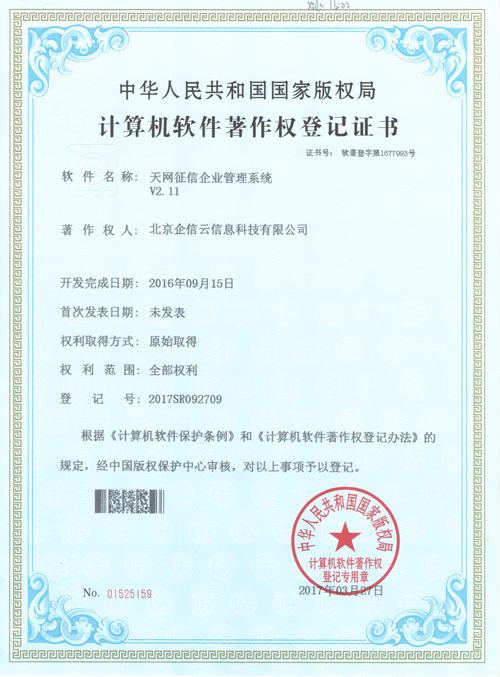 中华人民共和国国家版权局
计算机软件著作权登记证书
证书号： 软著登字第1677993号
软件名称： 天网征信企业管理系统
V2.11
著作权人： 北京企信云信息科技有限公司
开发完成日期： 2016年09月15日
首次发表日期： 未发表
权利取得方式： 原始取得
权利范围： 全部权利
登记号： 2017SR092709
根据《计算机软件保护条例》和《计算机软件著作权登记办法》的
规定，经中国版权保护中心审核，对以上事项予以登记。
中华人民共和国国家版权局
计算机软件著作权
登记专用章
No. 01525159
2017年03月27日